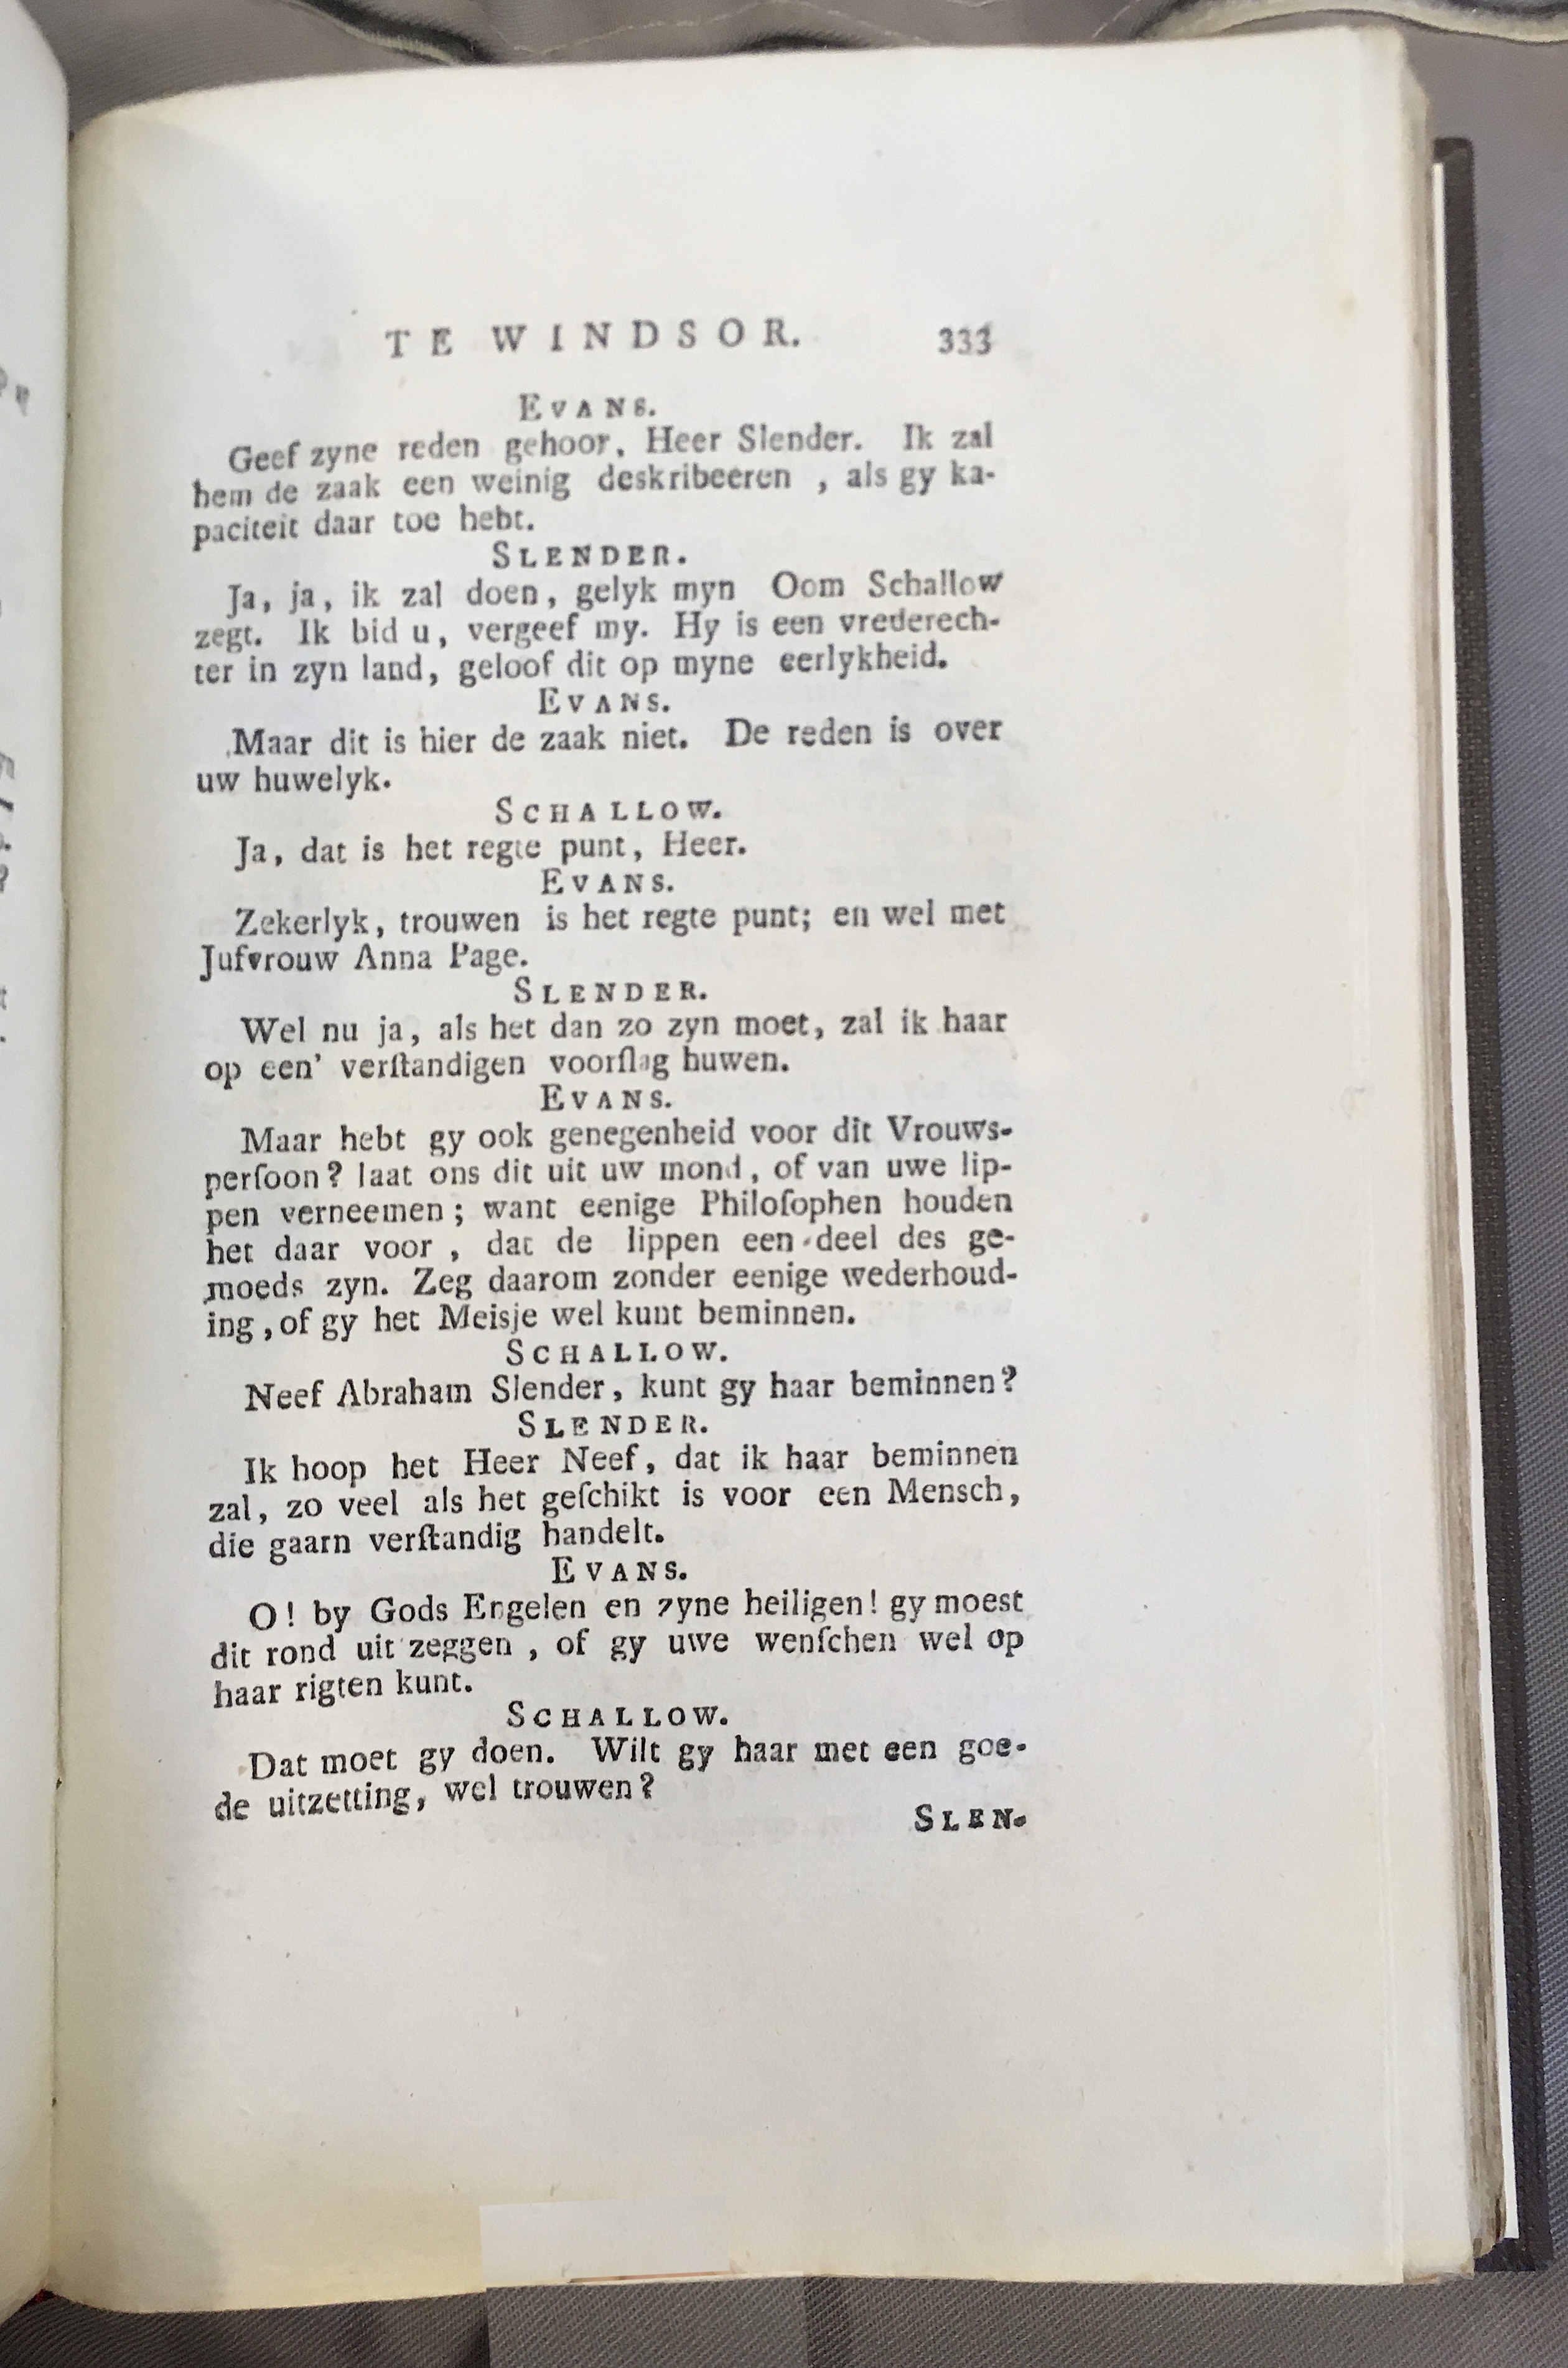 TE WINDSOR. 333
EVANS.
Geef zyne reden gehoor, Heer Slender. Ik zal
hem de zaak een weinig deskribeeren , als gy ka-
paciteit daar toe hebt.
SLENDER.
Ja, ja, ik zal doen, gelyk myn Oom Schallow
zegt. Ik bid u, vergeef my. Hy is een vrederech-
ter in zyn land, geloof dit op myne eerlykheid.
EVANS.
Maar dit is hier de zaak niet. De reden is over
uw huwelyk.
SCHALLOW.
Ja, dat is het regte punt, Heer.
EVANS.
Zekerlyk, trouwen is het regte punt; en wel met
Jufvrouw Anna Page.
SLENDER.
Wel nu ja, als het dan zo zyn moet, zal ik haar
op een' verſtandigen voorſlag huwen.
EVANS.
Maar hebt gy ook genegenheid voor dit Vrouws-
perſoon? laat ons dit uit uw mond, of van uwe lip-
pen verneemen; want eenige Philoſophen houden
het daar voor , dat de lippen een deel des ge-
moeds zyn. Zeg daarom zonder eenige wederhoud-
ing, of gy het Meisje wel kunt beminnen.
SCHALLOW.
Neef Abraham Slender, kunt gy haar beminnen?
SLENDER.
Ik hoop het Heer Neef, dat ik haar beminnen
zal, zo veel als het geſchikt is voor een Mensch,
die gaarn verſtandig handelt.
EVANS.
O! by Gods Engelen en zyne heiligen! gy moest
dit rond uit zeggen , of gy uwe wenſchen wel op
haar rigten kunt.
SCHALLOW.
Dat moet gy doen. Wilt gy haar met een goe-
de uitzetting, wel trouwen?
SLEN-